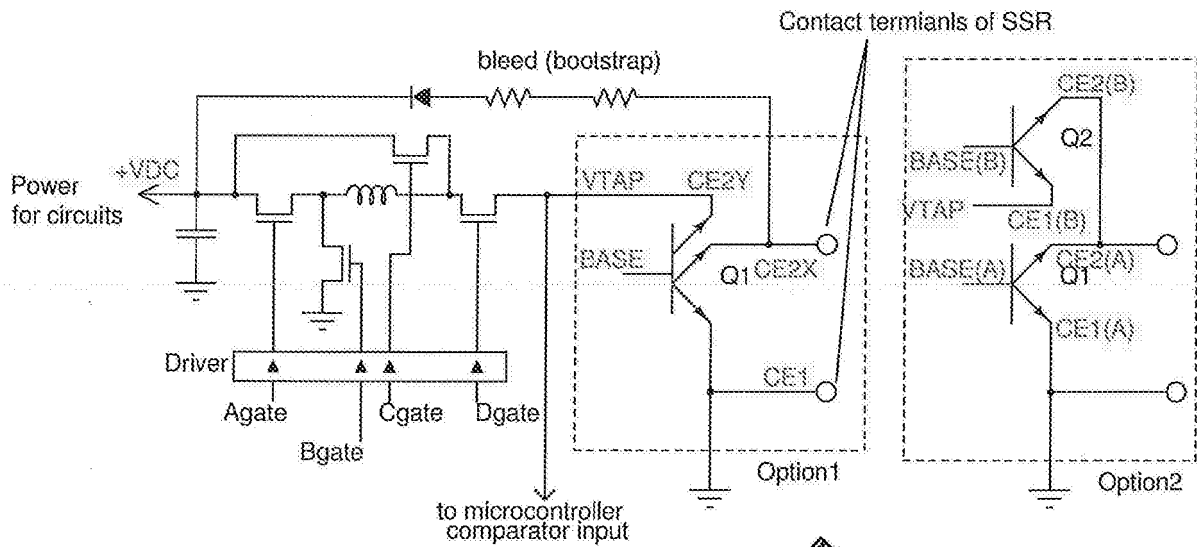 Contact termianls of SSR
bleed (bootstrap)
+VDC
Power
for circuits
VTAP
CE2Y
BASE
Q1
CE2X
CE1
Driver
Agate
Bgate
Cgate
Dgate
to microcontroller
comparator input
Option1
CE2(B)
Q2
BASE(B)
VTAP
CE1(B)
BASE(A)
CE2(A)
Q1
CE1(A)
Option2